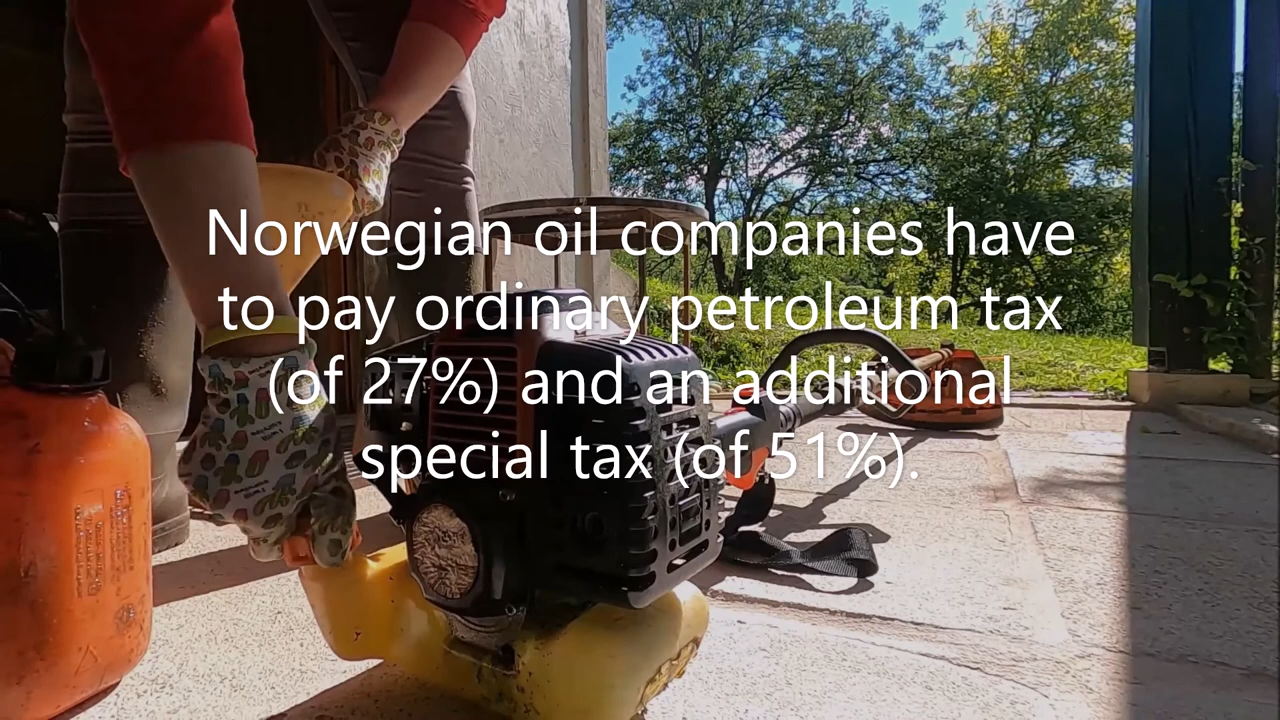 Norwegian oil companies have
to pay ordinary petroleum tax
(of 27%) and an additional
special tax (of 51%).